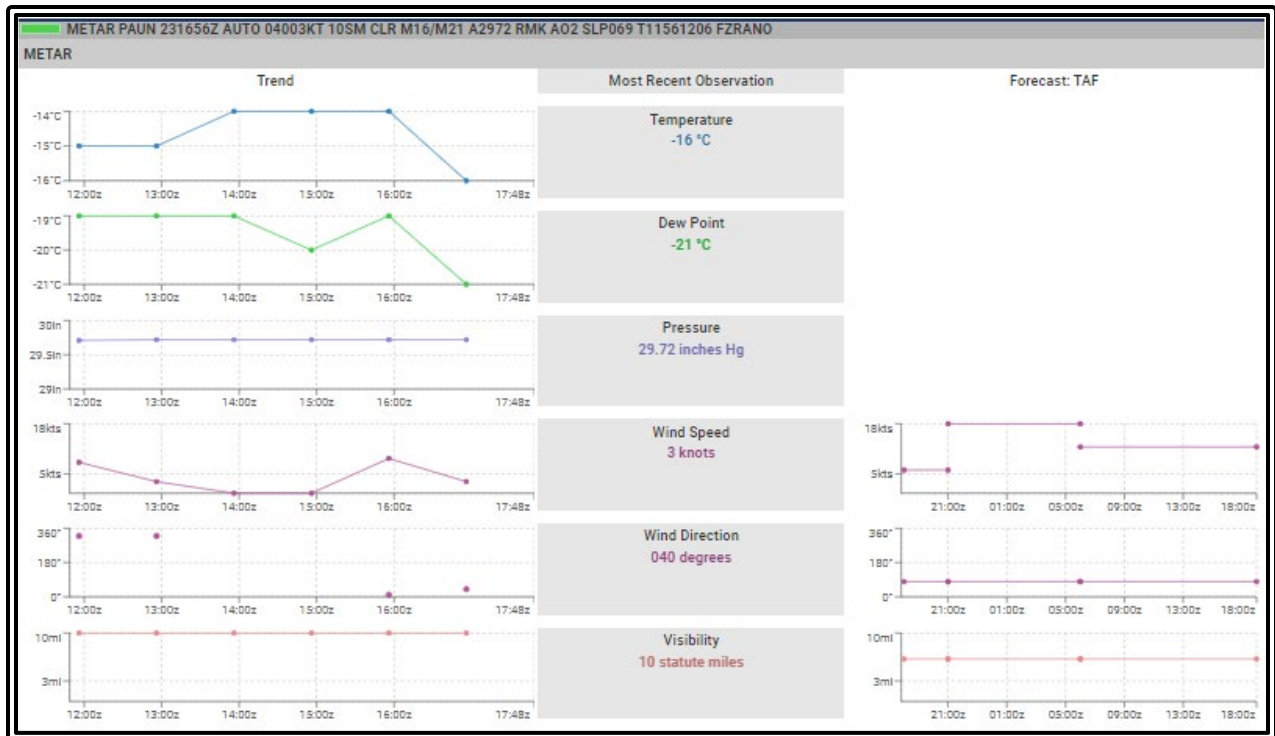 METAR PAUN 231656Z AUTO 04003KT 10SM CLR M16/M21 A2972 RMK AO2 SLP069 T11561206 FZRANO
METAR
Trend
Most Recent Observation
Forecast: TAF
-14°C
-15°C
-16°C
12:00z 13:00z 14:00z 15:00z 16:00z 17:48z
Temperature
-16 °C
-19°C
-20°C
-21°C
12:00z 13:00z 14:00z 15:00z 16:00z 17:48z
Dew Point
-21 °C
30in
29.5in
29in
12:00z 13:00z 14:00z 15:00z 16:00z 17:48z
Pressure
29.72 inches Hg
18kts
5kts
12:00z 13:00z 14:00z 15:00z 16:00z 17:48z
Wind Speed
3 knots
18kts
5kts
21:00z 01:00z 05:00z 09:00z 13:00z 18:00z
360°
180°
0°
12:00z 13:00z 14:00z 15:00z 16:00z 17:48z
Wind Direction
040 degrees
360°
180°
0°
21:00z 01:00z 05:00z 09:00z 13:00z 18:00z
10mi
3mi
12:00z 13:00z 14:00z 15:00z 16:00z 17:48z
Visibility
10 statute miles
10mi
3mi
21:00z 01:00z 05:00z 09:00z 13:00z 18:00z